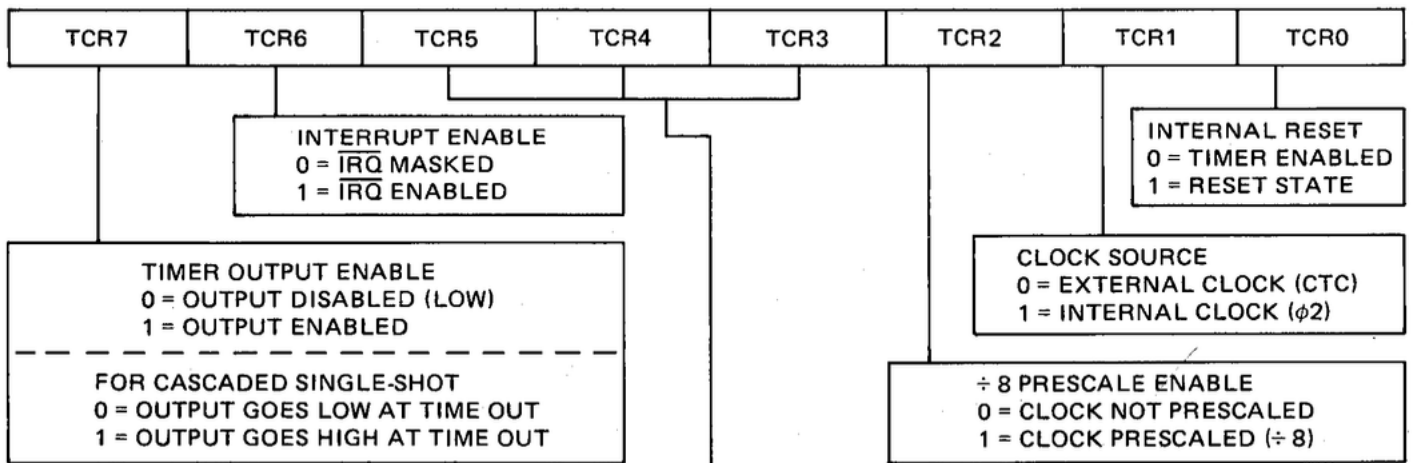 TCR7 TCR6 TCR5 TCR4 TCR3 TCR2 TCR1 TCR0
INTERRUPT ENABLE
0 = IRQ MASKED
1 = IRQ ENABLED
INTERNAL RESET
0 = TIMER ENABLED
1 = RESET STATE
TIMER OUTPUT ENABLE
0 = OUTPUT DISABLED (LOW)
1 = OUTPUT ENABLED
FOR CASCADED SINGLE-SHOT
0 = OUTPUT GOES LOW AT TIME OUT
1 = OUTPUT GOES HIGH AT TIME OUT
CLOCK SOURCE
0 = EXTERNAL CLOCK (CTC)
1 = INTERNAL CLOCK (ϕ2)
÷ 8 PRESCALE ENABLE
0 = CLOCK NOT PRESCALED
1 = CLOCK PRESCALED (÷ 8)